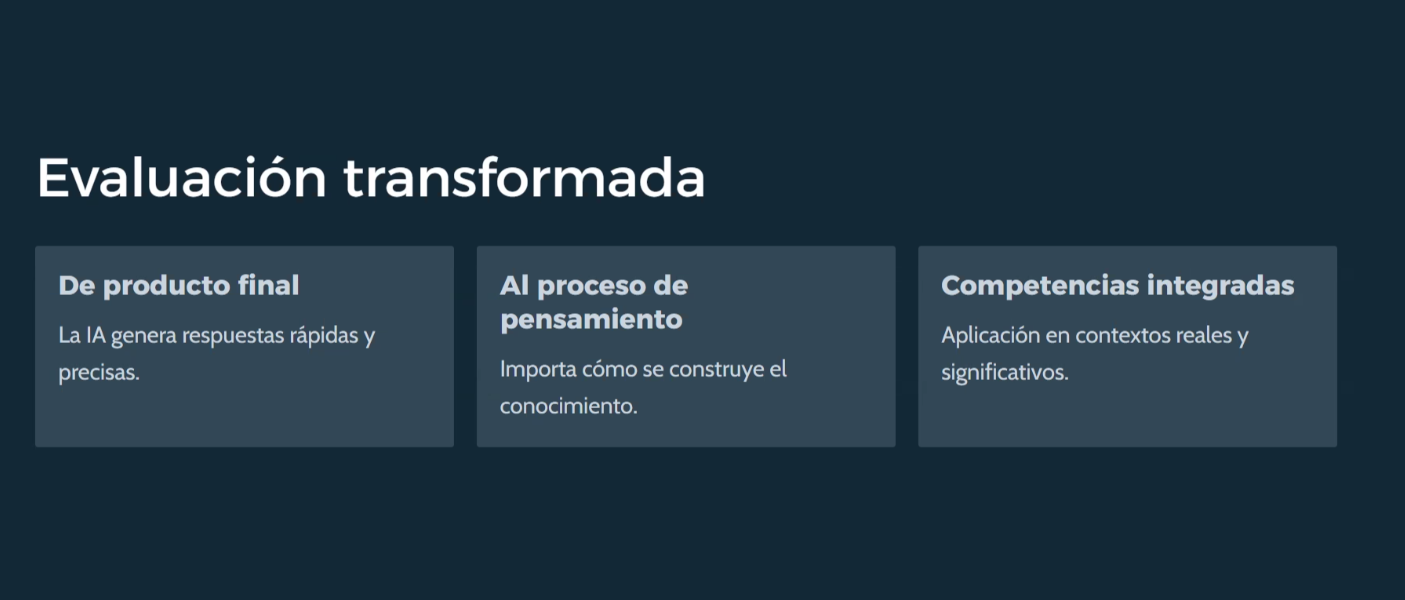 Evaluación transformada
De producto final
La IA genera respuestas rápidas y
precisas.
Al proceso de
pensamiento
Importa cómo se construye el
conocimiento.
Competencias integradas
Aplicación en contextos reales y
significativos.